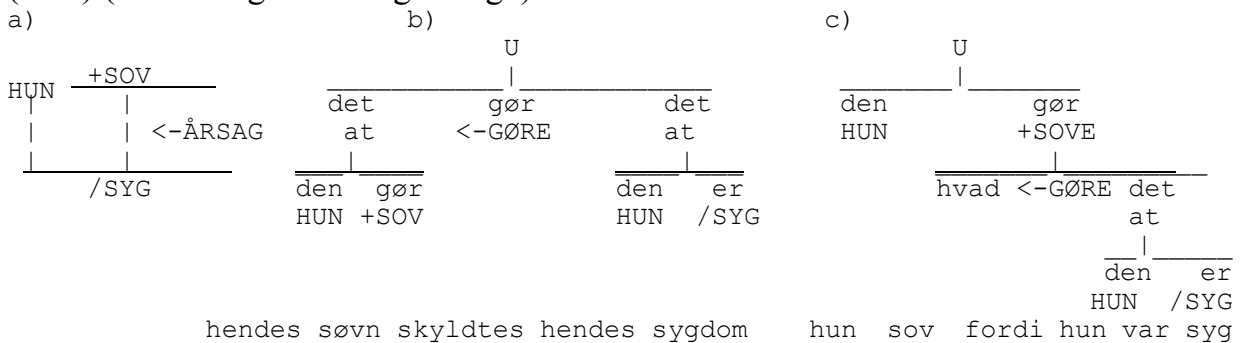 a) b) c)
U U
+SOV
HUN
det gør det den gør
<-ÅRSAG at <-GØRE at HUN +SOVE
/SYG den gør den er hvad <-GØRE det
HUN +SOV HUN /SYG at
den er
HUN /SYG
hendes søvn skyldtes hendes sygdom hun sov fordi hun var syg